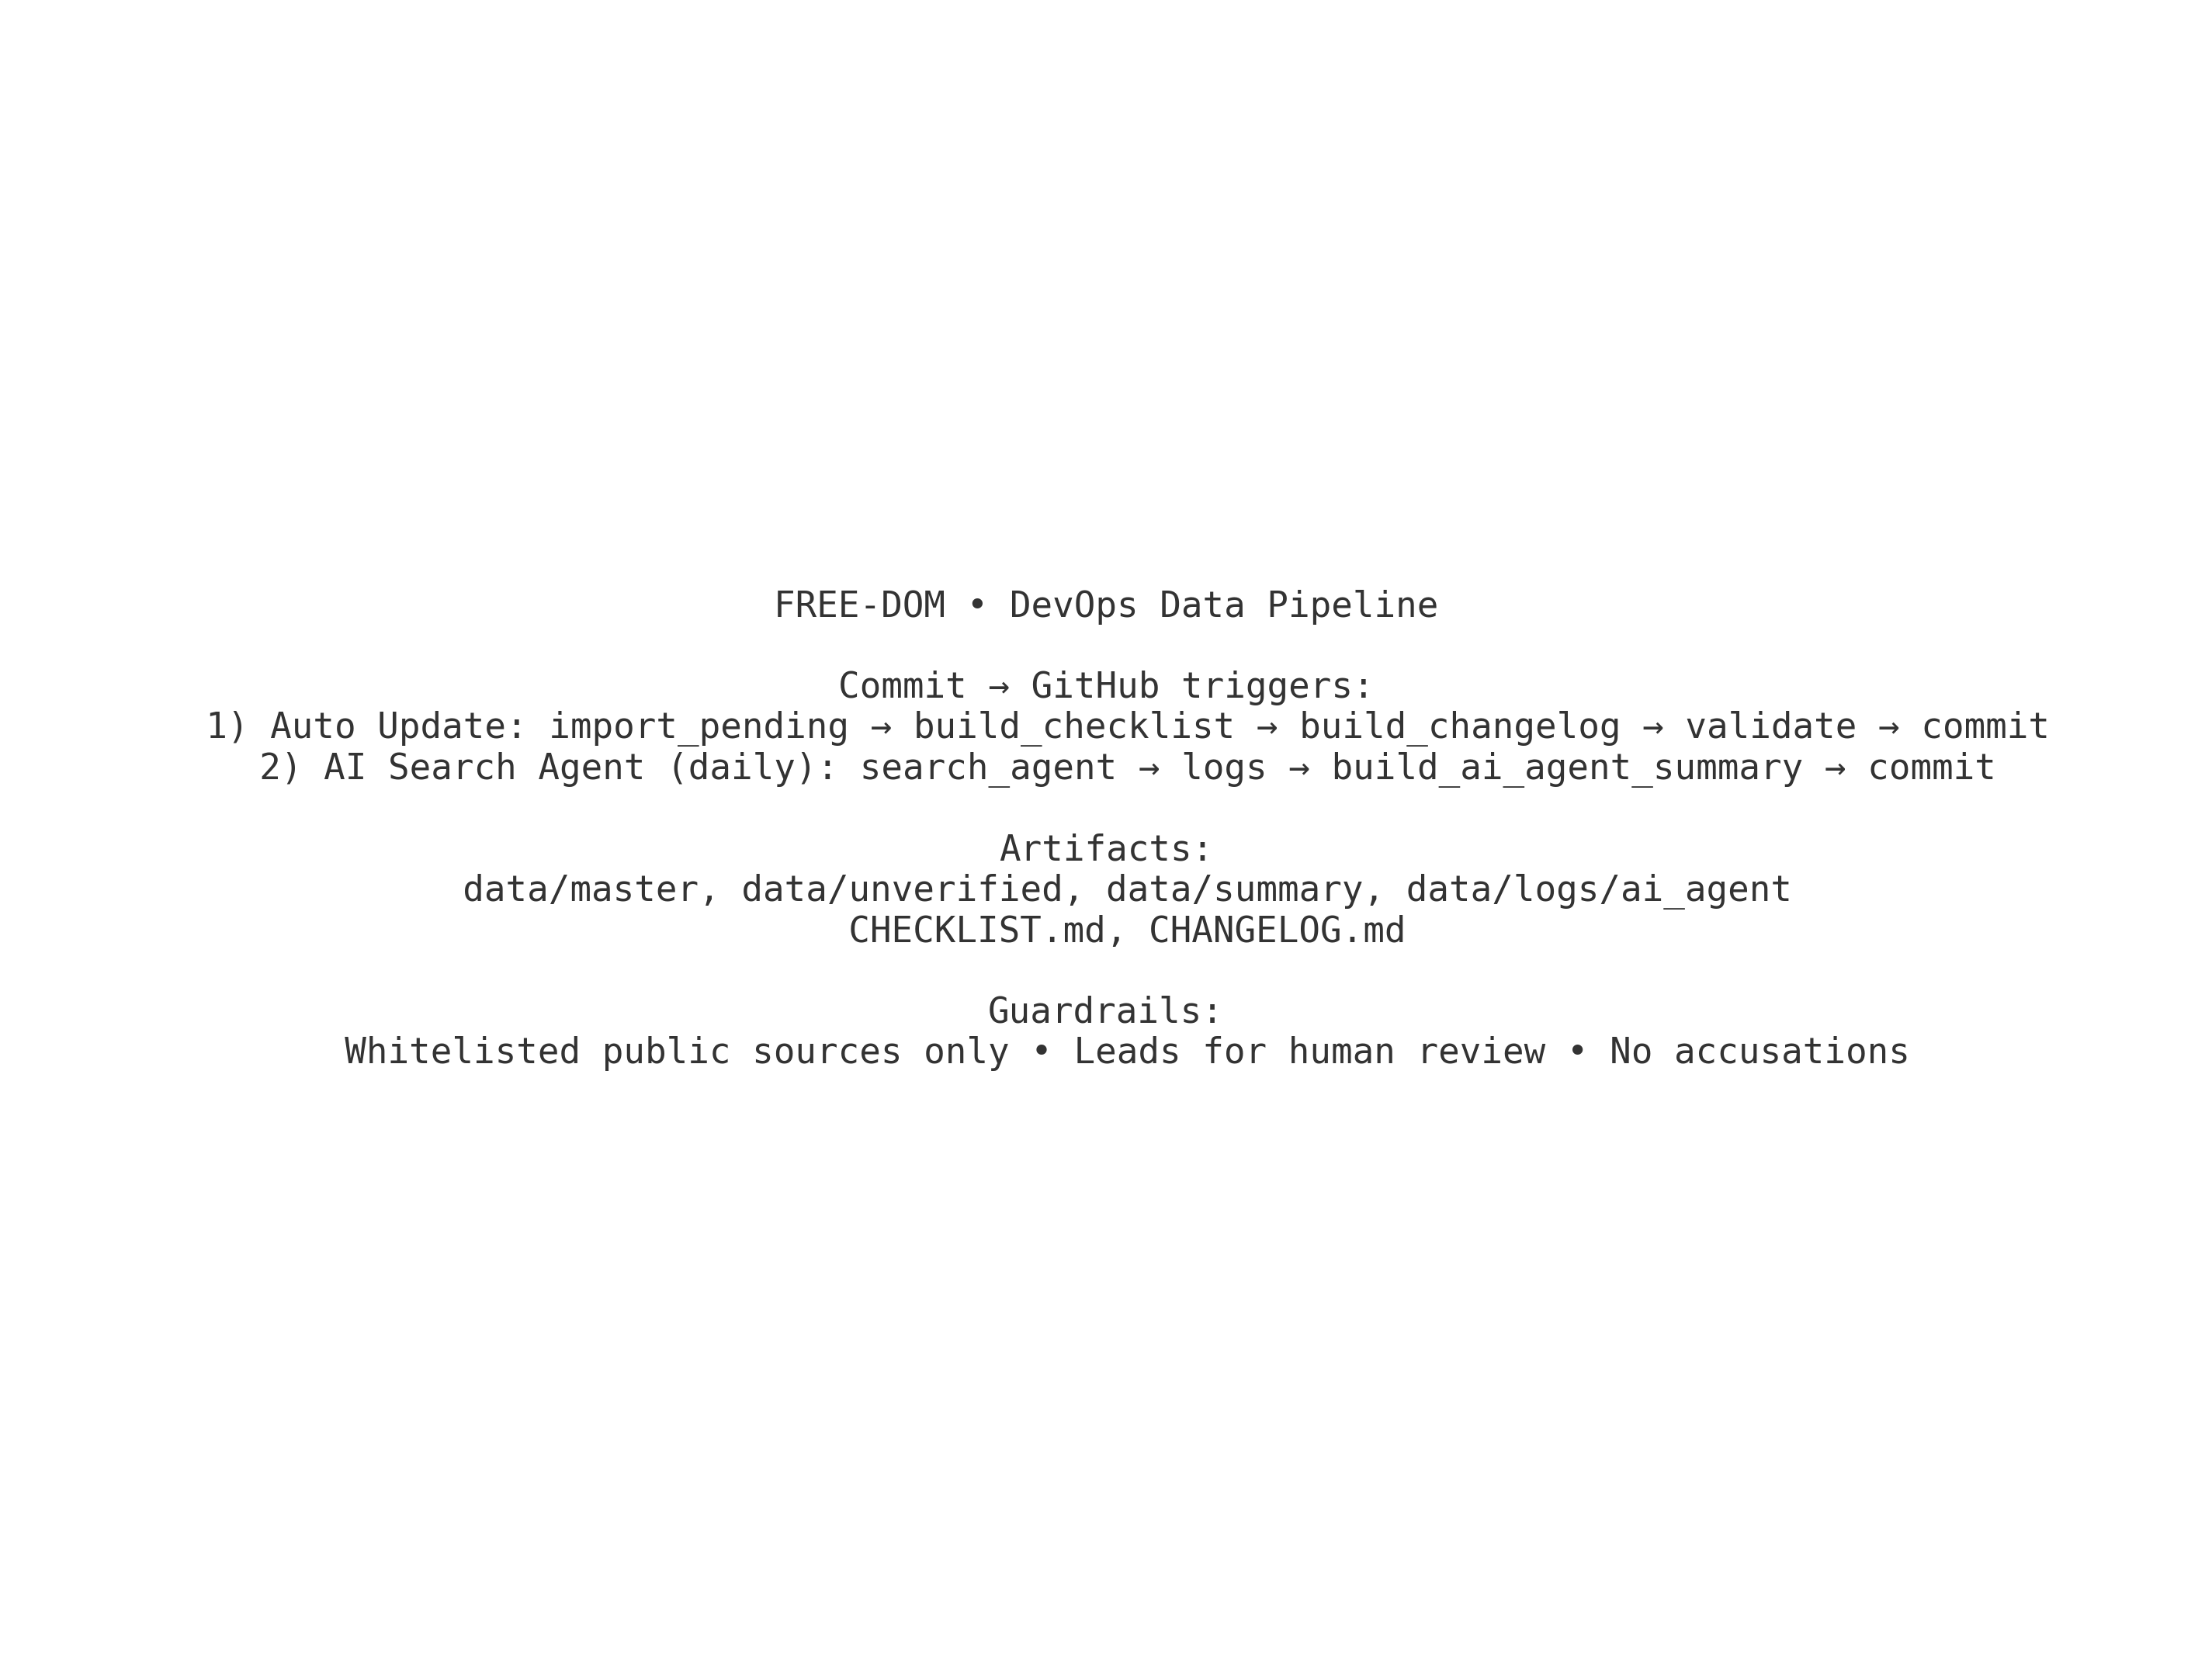 FREE-DOM • DevOps Data Pipeline
Commit → GitHub triggers:
1) Auto Update: import_pending → build_checklist → build_changelog → validate → commit
2) AI Search Agent (daily): search_agent → logs → build_ai_agent_summary → commit
Artifacts:
data/master, data/unverified, data/summary, data/logs/ai_agent
CHECKLIST.md, CHANGELOG.md
Guardrails:
Whitelisted public sources only • Leads for human review • No accusations